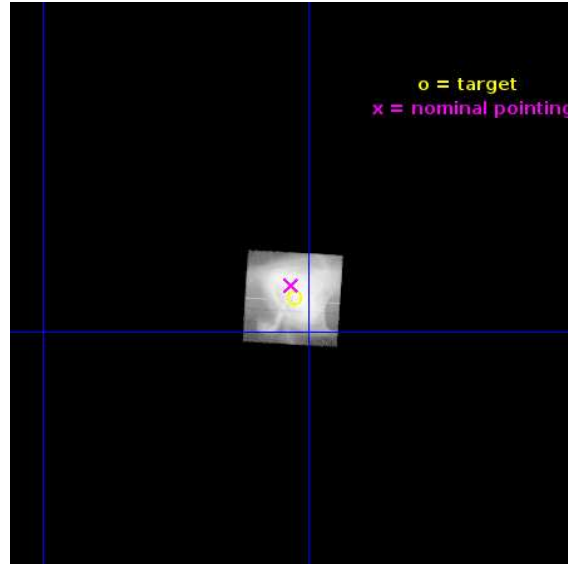 o = target
x = nominal pointing